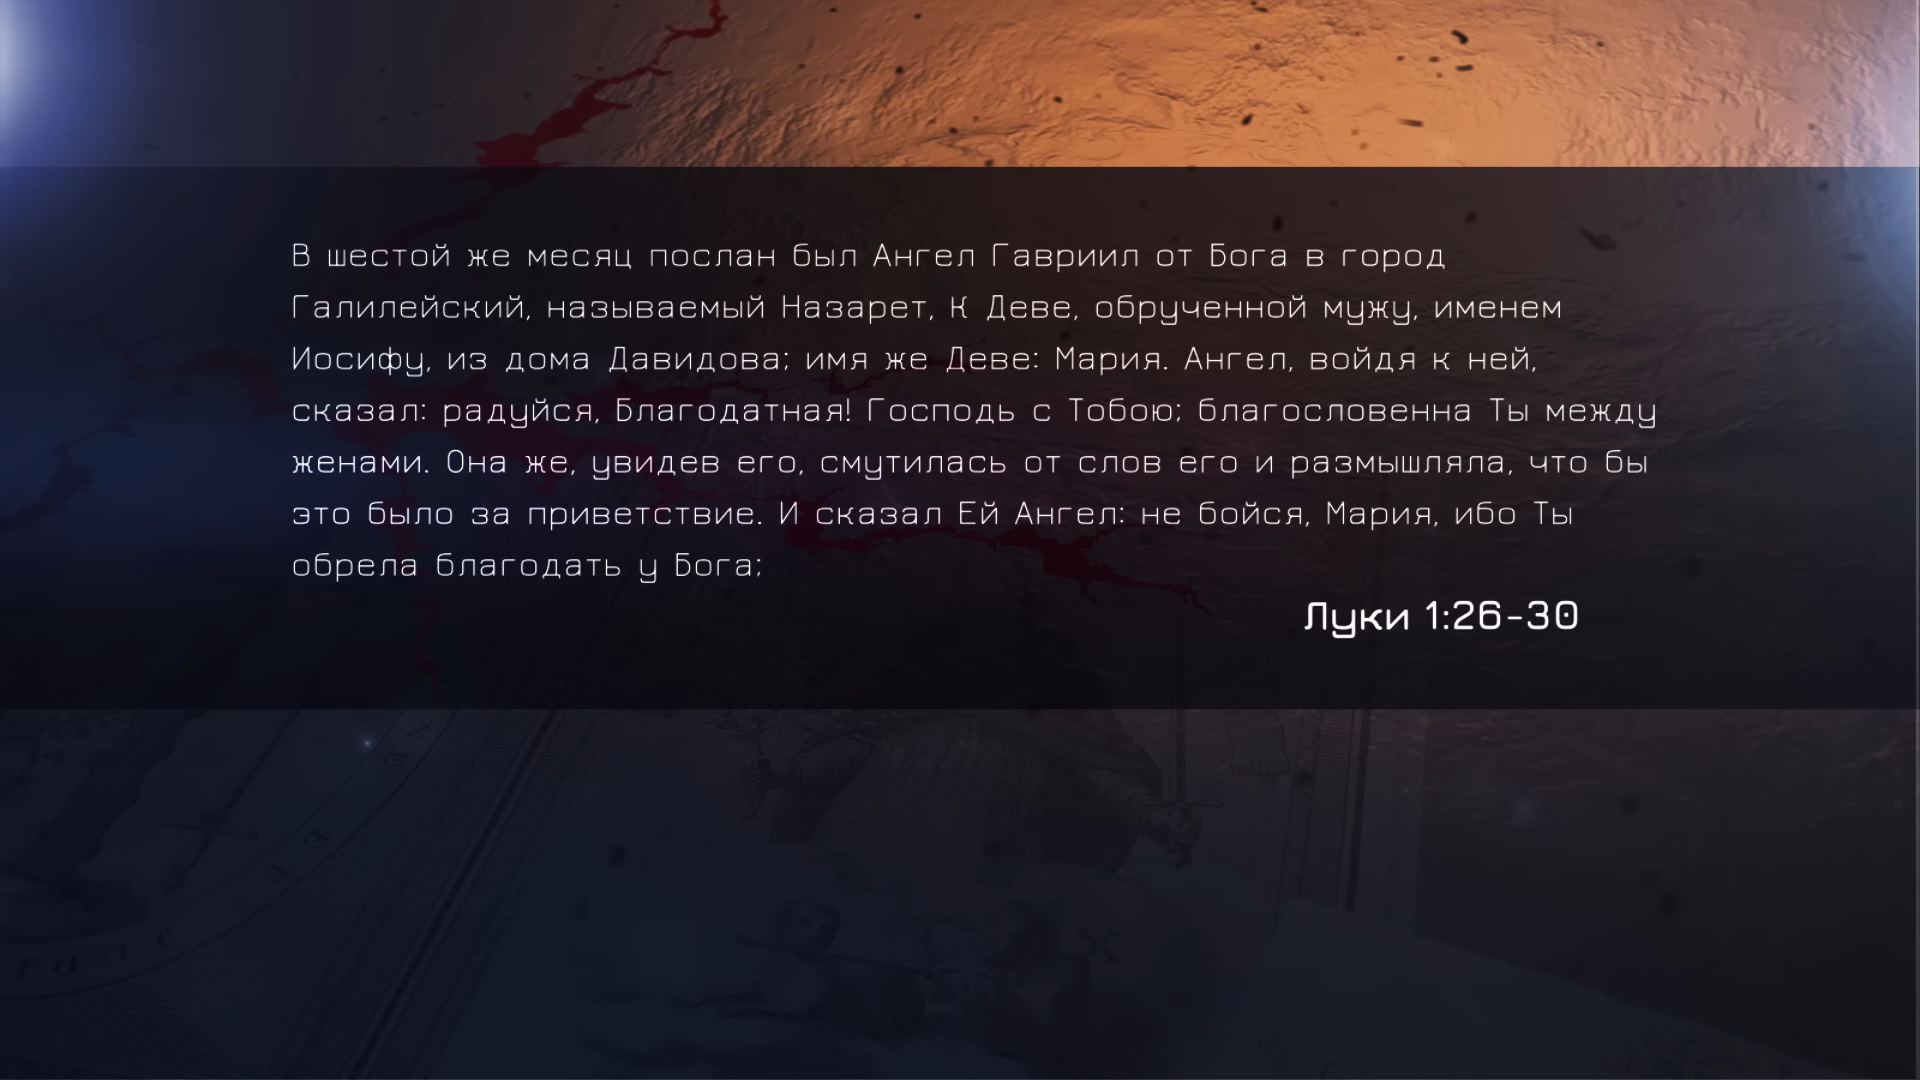 В шестой же месяц послан был Ангел Гавриил от Бога в город
Галилейский, называемый Назарет, К Деве, обрученной мужу, именем
Иосифу, из дома Давидова; имя же Деве: Мария. Ангел, войдя к ней,
сказал: радуйся, Благодатная! Господь с Тобою; благословенна Ты между
женами. Она же, увидев его, смутилась от слов его и размышляла, что бы
это было за приветствие. И сказал Ей Ангел: не бойся, Мария, ибо Ты
обрела благодать у Бога;
Луки 1:26-30